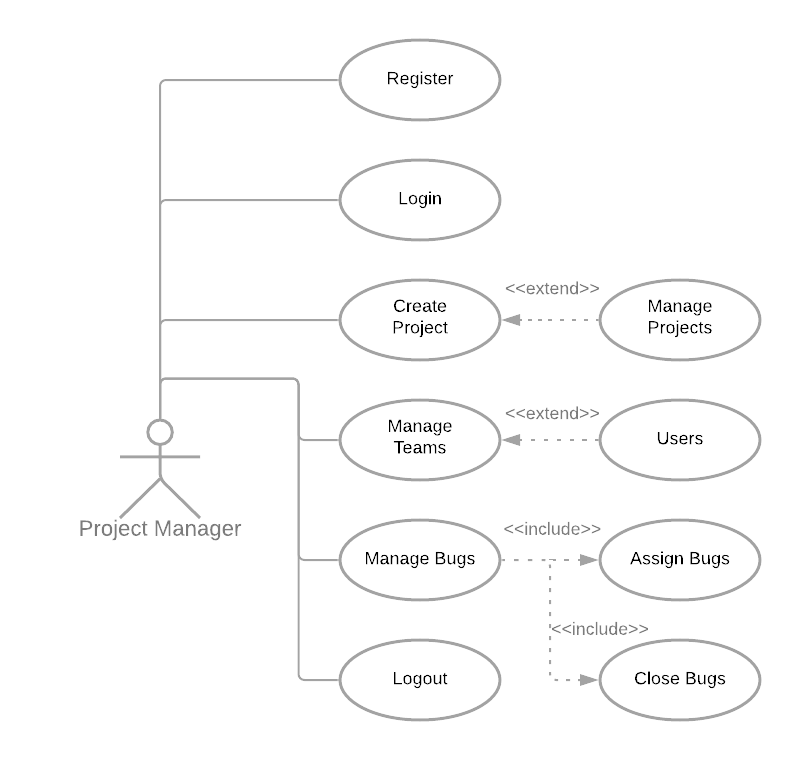 Register
Login
<<extend>>
Create
Project
Manage
Projects
<<extend>>
Manage
Teams
Users
Project Manager
<<include>>
Manage Bugs
Assign Bugs
<<include>>
Logout
Close Bugs